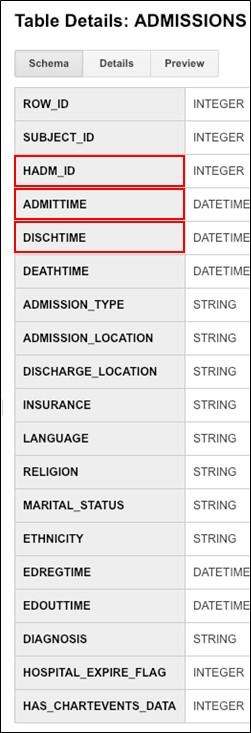 Table Details: ADMISSIONS
Schema Details Preview
ROW_ID INTEGER
SUBJECT_ID INTEGER
HADM_ID INTEGER
ADMITTIME DATETIME
DISCHTIME DATETIME
DEATHTIME DATETIME
ADMISSION_TYPE STRING
ADMISSION_LOCATION STRING
DISCHARGE_LOCATION STRING
INSURANCE STRING
LANGUAGE STRING
RELIGION STRING
MARITAL_STATUS STRING
ETHNICITY STRING
EDREGTIME DATETIME
EDOUTTIME DATETIME
DIAGNOSIS STRING
HOSPITAL_EXPIRE_FLAG INTEGER
HAS_CHARTEVENTS_DATA INTEGER